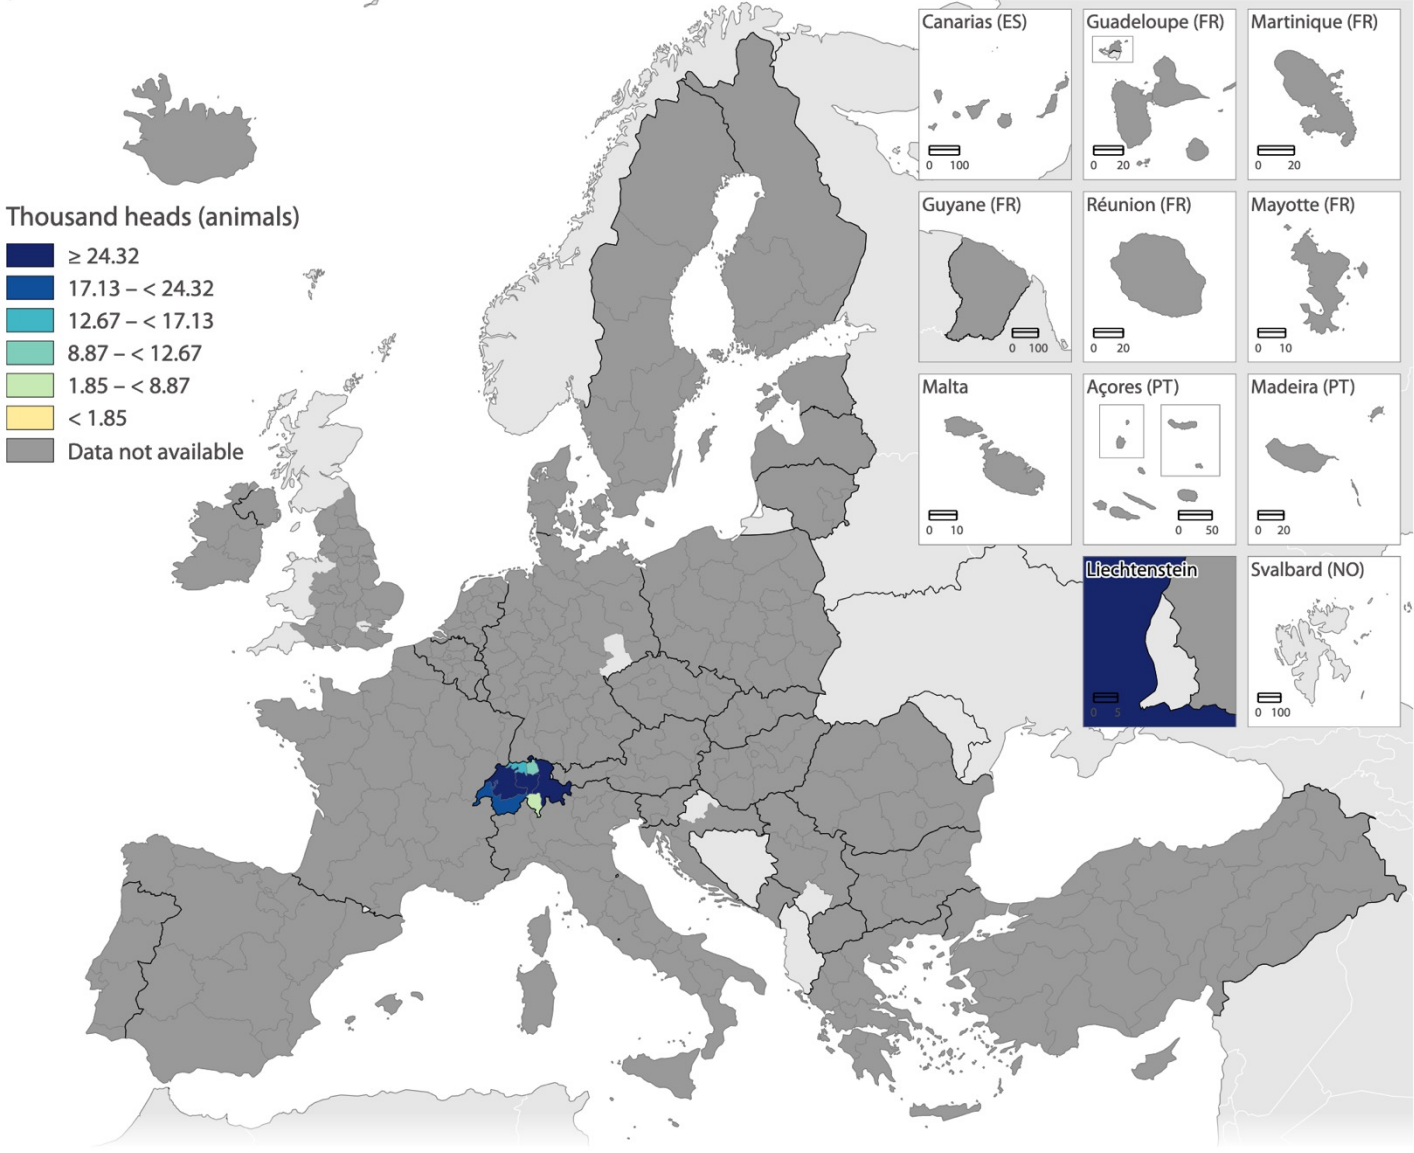 Thousand heads (animals)
≥ 24.32
17.13 – < 24.32
12.67 – < 17.13
8.87 – < 12.67
1.85 – < 8.87
< 1.85
Data not available
Canarias (ES)
0 100
Guadeloupe (FR)
0 20
Martinique (FR)
0 20
Guyane (FR)
0 100
Réunion (FR)
0 20
Mayotte (FR)
0 10
Malta
0 10
Açores (PT)
0 50
Madeira (PT)
0 20
Liechtenstein
0 5
Svalbard (NO)
0 100